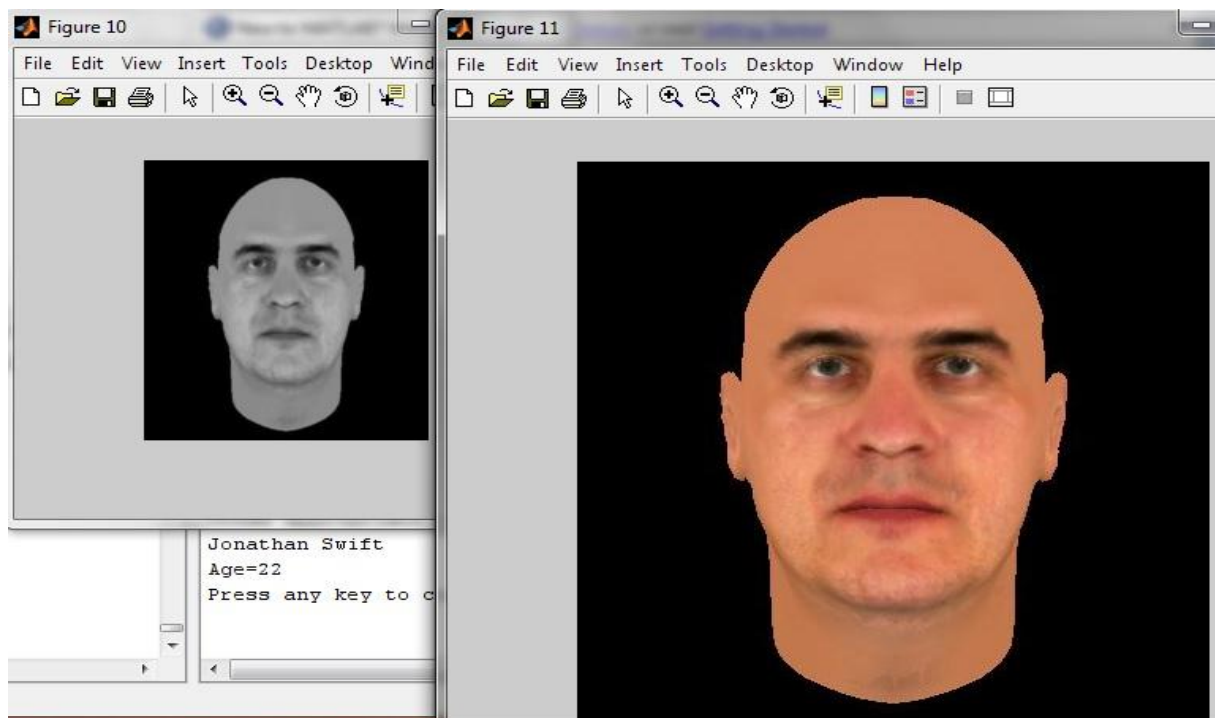 Figure 10
File Edit View Insert Tools Desktop Wind
Jonathan Swift
Age=22
Press any key to c
Figure 11
File Edit View Insert Tools Desktop Window Help